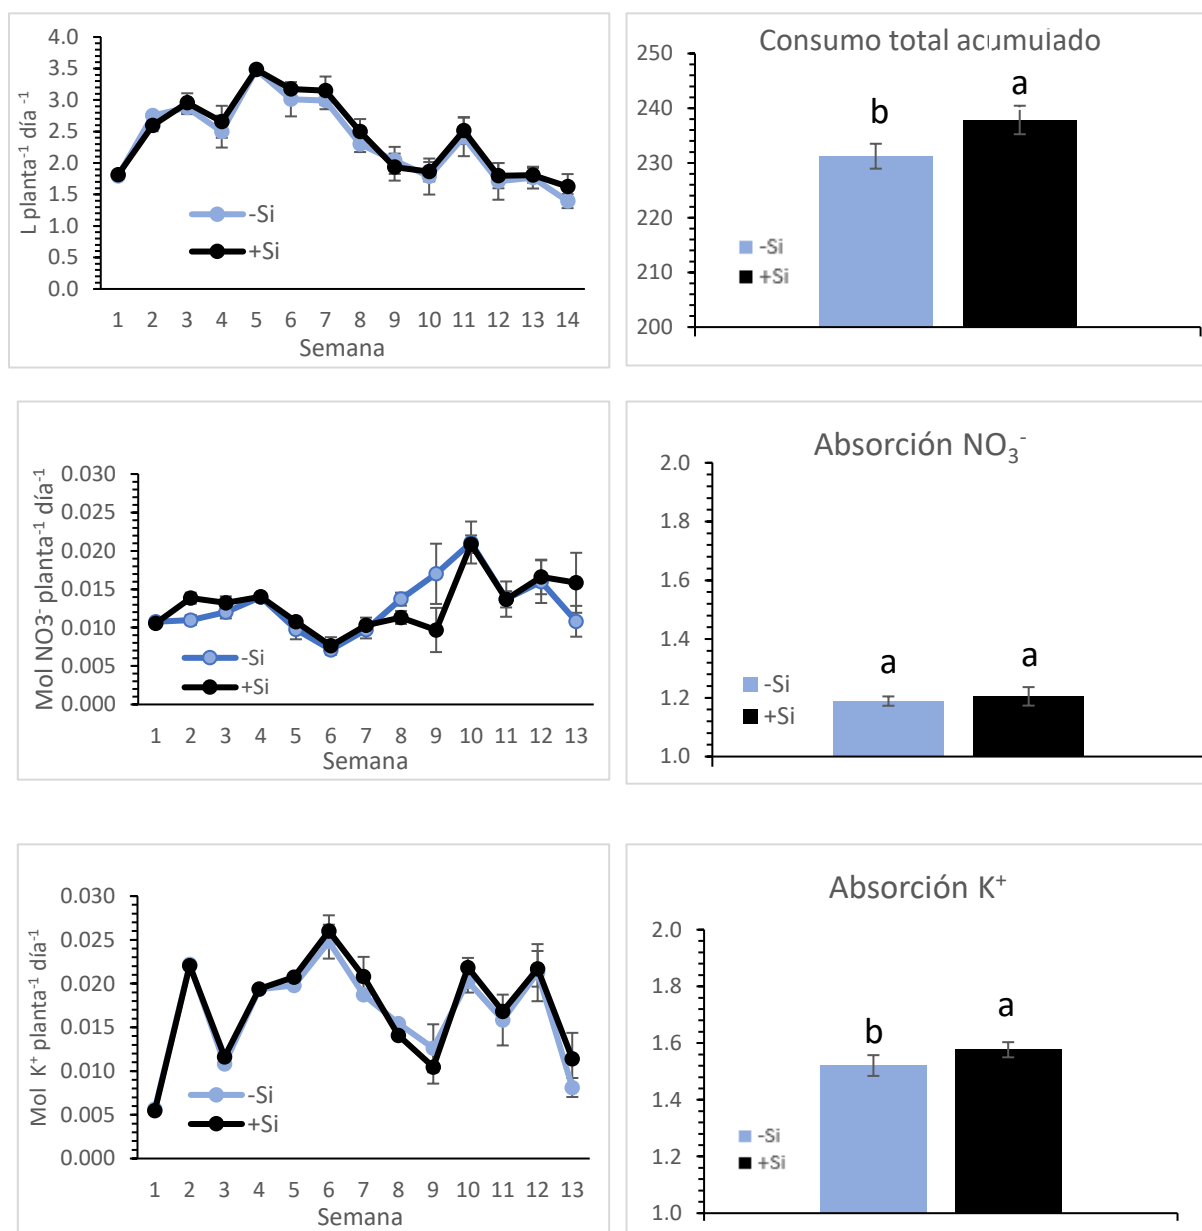 4.0
3.5
3.0
2.5
2.0
1.5
1.0
0.5
0.0
L planta-1 día -1
-Si
+Si
1 2 3 4 5 6 7 8 9 10 11 12 13 14
Semana
Consumo total acumulado
250
240
230
220
210
200
b
a
-Si
+Si
0.030
0.025
0.020
0.015
0.010
0.005
0.000
Mol NO3- planta-1 día-1
-Si
+Si
1 2 3 4 5 6 7 8 9 10 11 12 13
Semana
Absorción NO3-
2.0
1.8
1.6
1.4
1.2
1.0
a
a
-Si
+Si
0.030
0.025
0.020
0.015
0.010
0.005
0.000
Mol K+ planta-1 día-1
-Si
+Si
1 2 3 4 5 6 7 8 9 10 11 12 13
Semana
Absorción K+
2.0
1.8
1.6
1.4
1.2
1.0
b
a
-Si
+Si